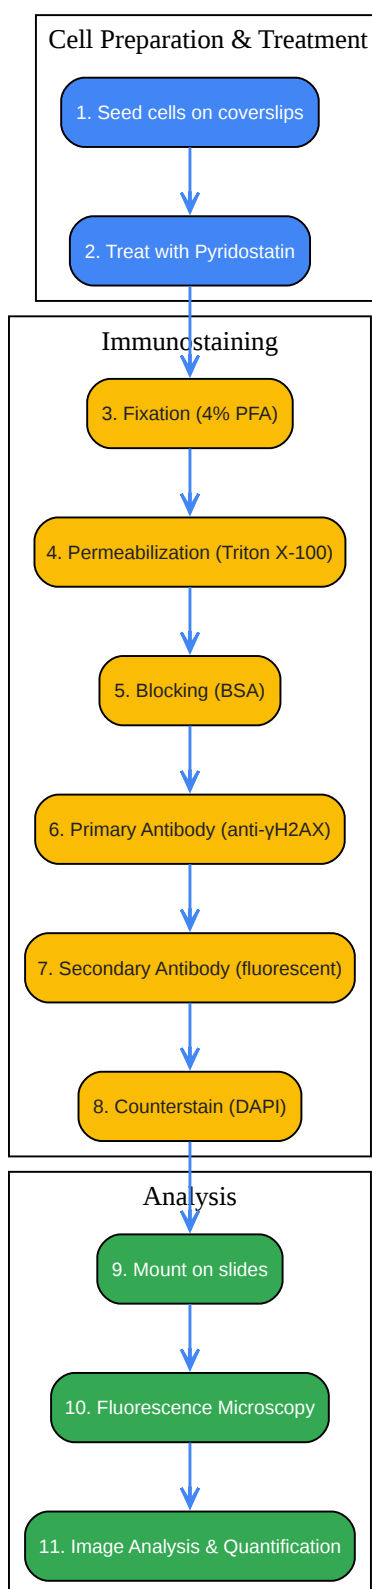 Cell Preparation & Treatment
1. Seed cells on coverslips
2. Treat with Pyridostatin
Immunostaining
3. Fixation (4% PFA)
4. Permeabilization (Triton X-100)
5. Blocking (BSA)
6. Primary Antibody (anti-γH2AX)
7. Secondary Antibody (fluorescent)
8. Counterstain (DAPI)
Analysis
9. Mount on slides
10. Fluorescence Microscopy
11. Image Analysis & Quantification